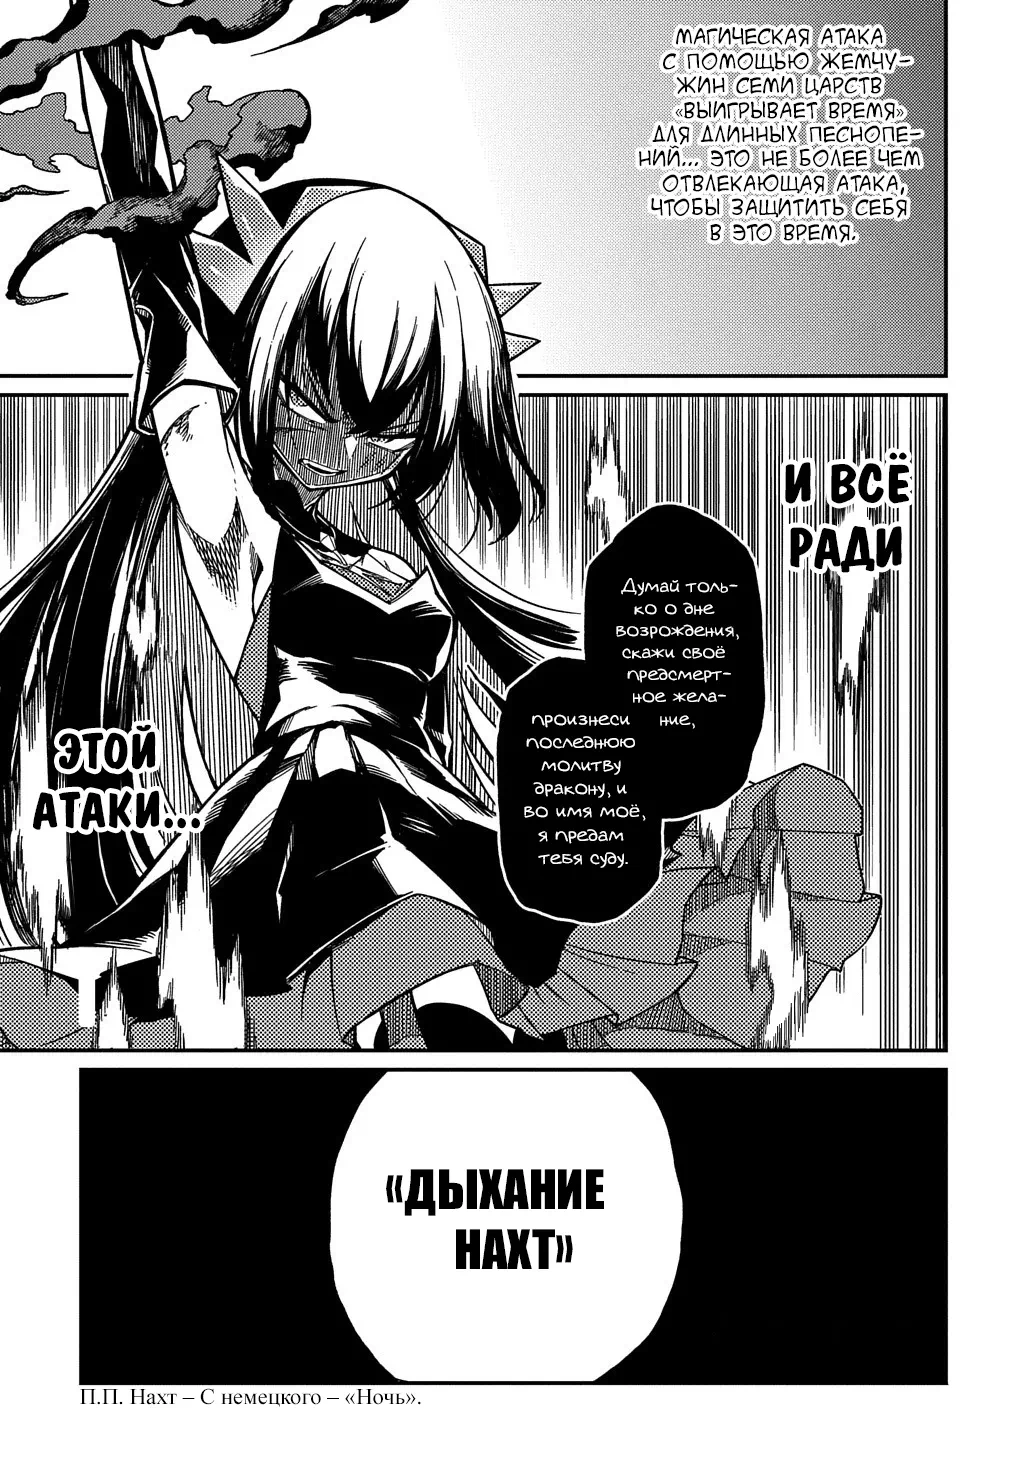 МАГИЧЕСКАЯ АТАКА
С ПОМОЩЬЮ ЖЕМЧУ-
ЖИН СЕМИ ЦАРСТВ
«ВЫИГРЫВАЕТ ВРЕМЯ»
ДЛЯ ДЛИННЫХ ПЕСНОПЕ-
НИЙ... ЭТО НЕ БОЛЕЕ ЧЕМ
ОТВЛЕКАЮЩАЯ АТАКА,
ЧТОБЫ ЗАЩИТИТЬ СЕБЯ
В ЭТО ВРЕМЯ.
И ВСЁ
РАДИ
Думай толь-
ко о дне
возрождения,
скажи своё
предсмерт-
ное жела-
ние,
произнеси
последнюю
молитву
дракону, и
во имя моё,
я предам
тебя суду.
ЭТОЙ
АТАКИ...
«ДЫХАНИЕ
НАХТ»
П.П. Нахт – С немецкого – «Ночь».